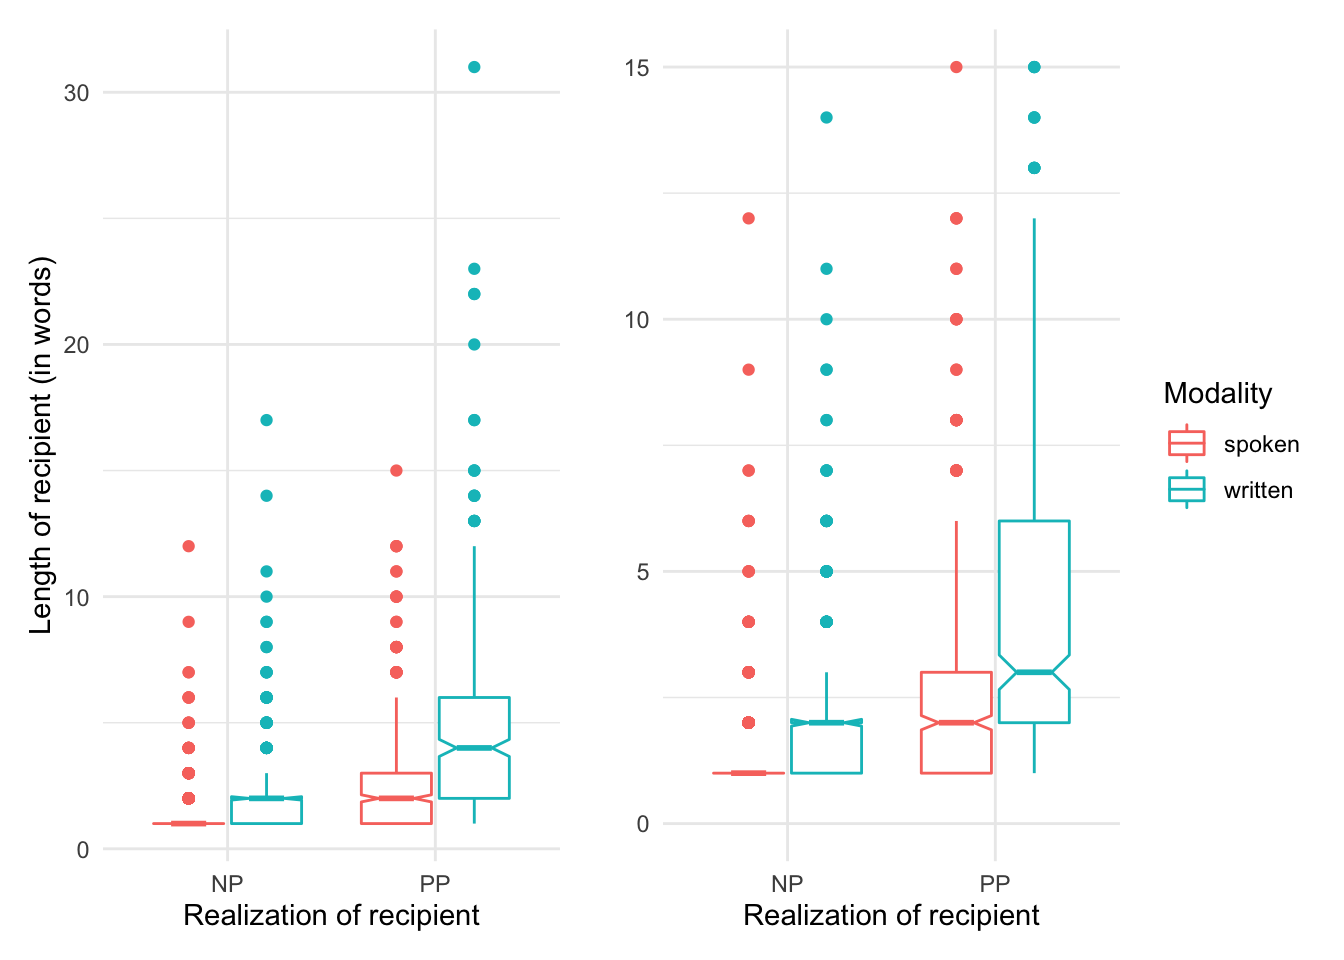 Length of recipient (in words)
30
20
10
0
NP
PP
Realization of recipient
15
10
5
0
NP
PP
Realization of recipient
Modality
spoken
written